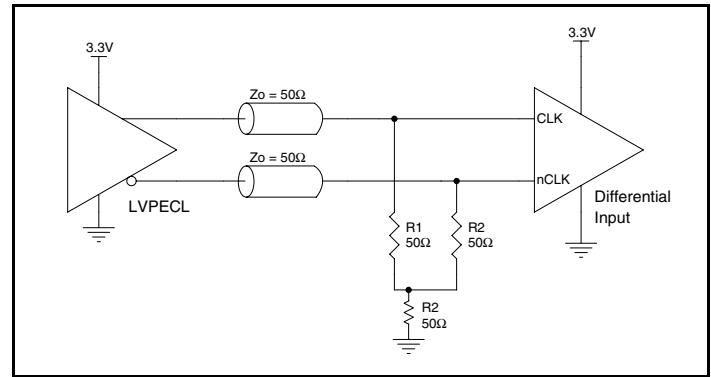 3.3V
3.3V
Zo = 50Ω
CLK
Zo = 50Ω
nCLK
LVPECL
Differential
Input
R1
50Ω
R2
50Ω
R2
50Ω